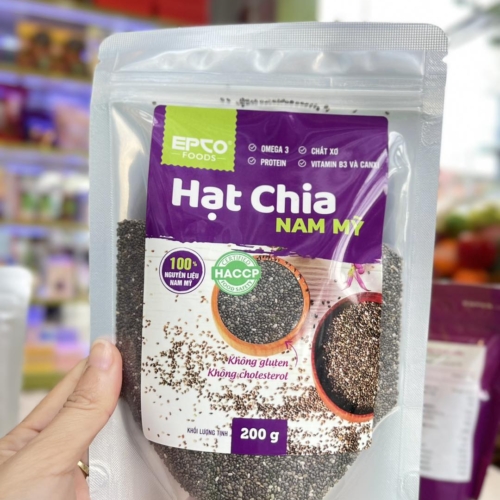 EPCO
FOODS
OMEGA 3
CHẤT XƠ
PROTEIN
VITAMIN B3 VÀ CANXI
Hạt Chia
NAM MỸ
100%
NGUYÊN LIỆU
NAM MỸ
CERTIFIED
HACCP
Không gluten
Không cholesterol
KHỐI LƯỢNG TỊNH
200 g